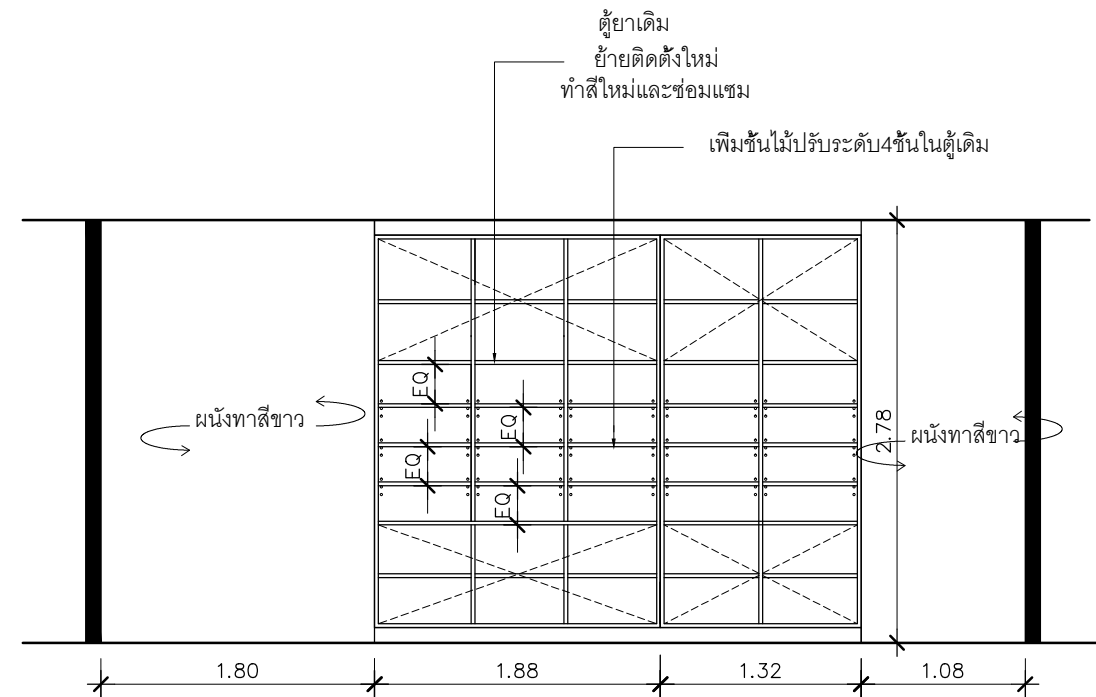 ตู้ยาเดิม
ย้ายติดตั้งใหม่
ทำสีใหม่และซ่อมแซม
เพิ่มชั้นไม้ปรับระดับ4ชั้นในตู้เดิม
EQ
ผนังทาสีขาว
EQ
2.78
ผนังทาสีขาว
EQ
EQ
1.80
1.88
1.32
1.08